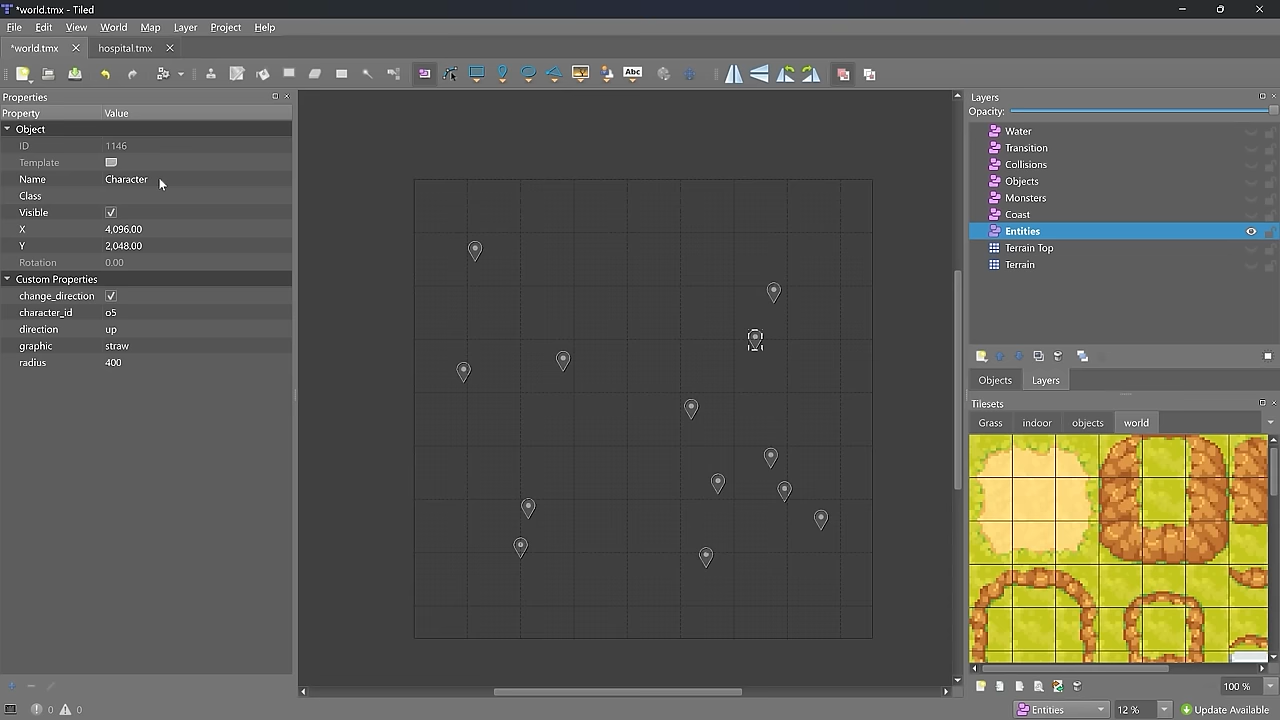 *world.tmx - Tiled
File Edit View World Map Layer Project Help
*world.tmx hospital.tmx
Abc
Properties
Property Value
Object
ID 1146
Template
Name Character
Class
Visible
X 4,096.00
Y 2,048.00
Rotation 0.00
Custom Properties
change_direction
character_id o5
direction up
graphic straw
radius 400
0 0
Layers
Opacity:
Water
Transition
Collisions
Objects
Monsters
Coast
Entities
Terrain Top
Terrain
Objects Layers
Tilesets
Grass indoor objects world
100 %
Entities 12 % Update Available